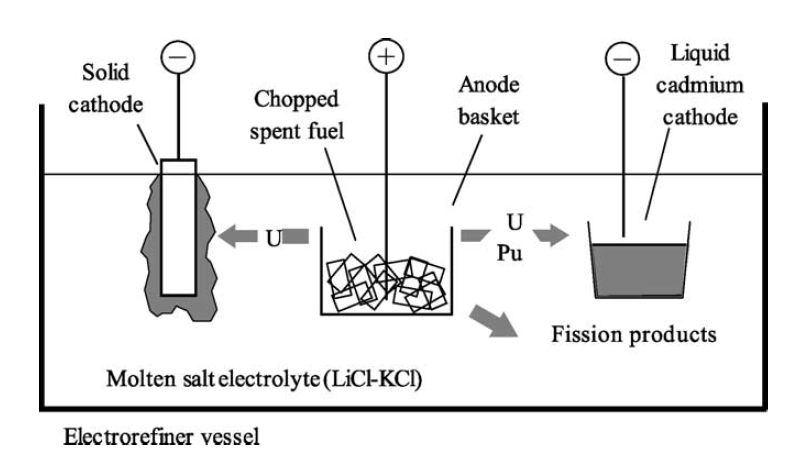 Solid
cathode
−
Chopped
spent fuel
+
Anode
basket
−
Liquid
cadmium
cathode
U
U
Pu
Fission products
Molten salt electrolyte (LiCl-KCl)
Electrorefiner vessel